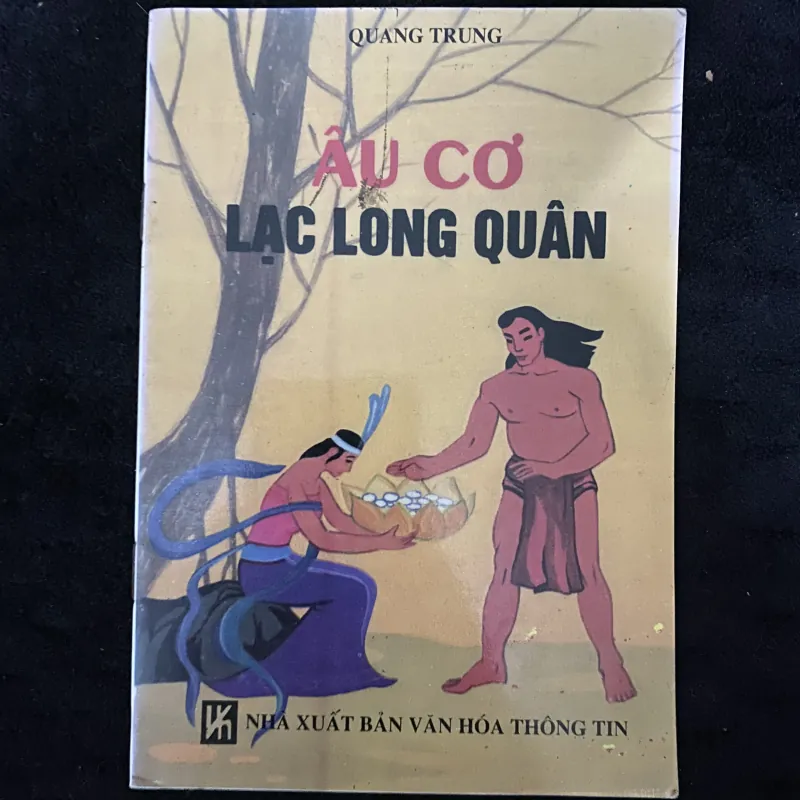 QUANG TRUNG
ÂU CƠ
LẠC LONG QUÂN
NHÀ XUẤT BẢN VĂN HÓA THÔNG TIN